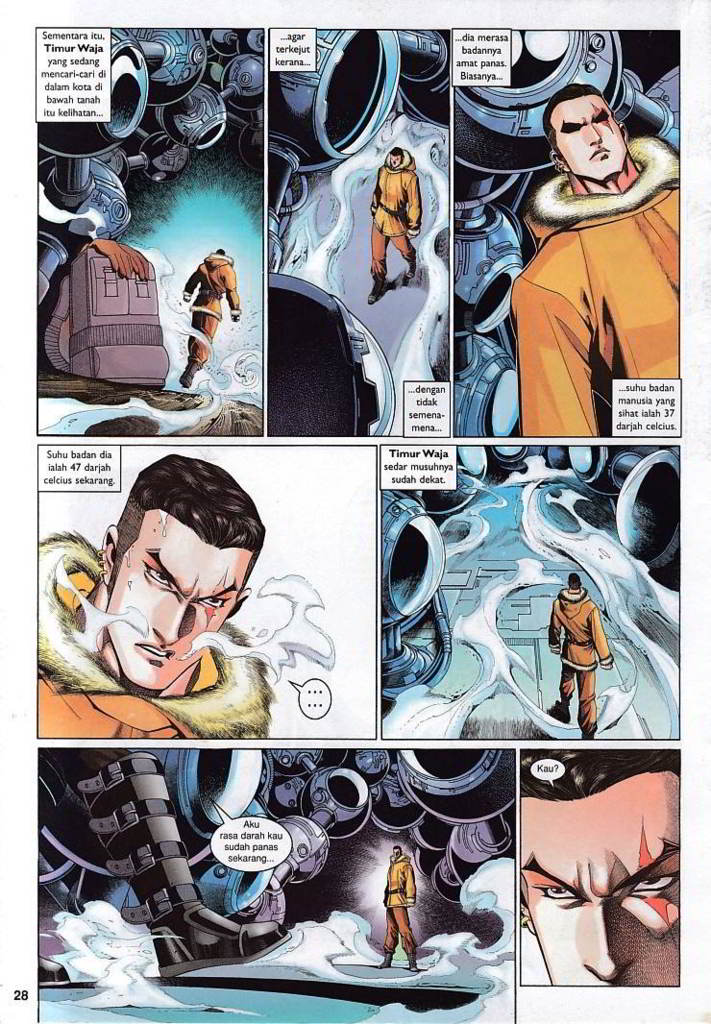 Sementara itu,
Timur Waja
yang sedang
mencari-cari di
dalam kota di
bawah tanah
itu kelihatan...
...agar
terkejut
kerana...
...dia merasa
badannya
amat panas.
Biasanya...
...dengan
tidak
semena-
mena...
...suhu badan
manusia yang
sihat ialah 37
darjah celcius.
Suhu badan dia
ialah 47 darjah
celcius sekarang.
...
...
Timur Waja
sedar musuhnya
sudah dekat.
Aku
rasa darah kau
sudah panas
sekarang...
Kau?
28